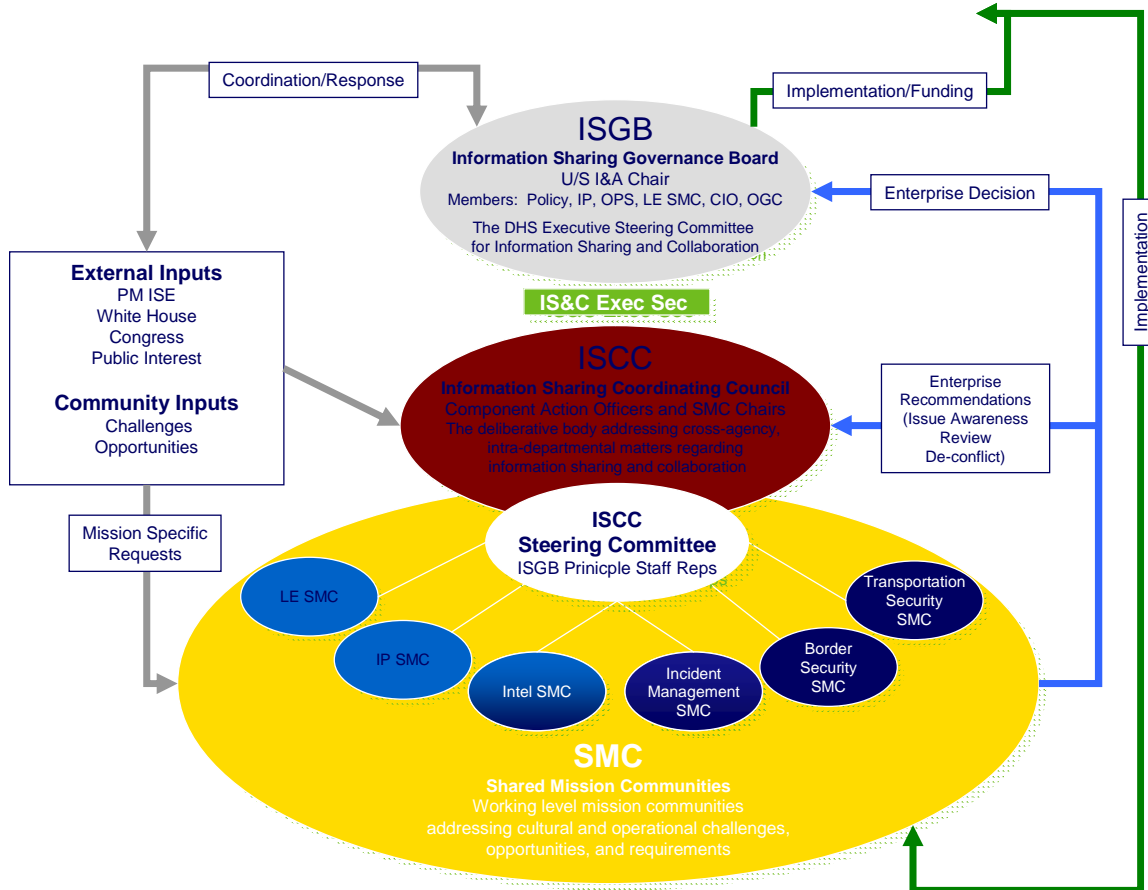 Coordination/Response
Implementation/Funding
ISGB
Information Sharing Governance Board
U/S I&A Chair
Members:  Policy, IP, OPS, LE SMC, CIO, OGC
The DHS Executive Steering Committee
for Information Sharing and Collaboration
Enterprise Decision
Implementation
External Inputs
PM ISE
White House
Congress
Public Interest
Community Inputs
Challenges
Opportunities
IS&C Exec Sec
ISCC
Information Sharing Coordinating Council
Component Action Officers and SMC Chairs
The deliberative body addressing cross-agency,
intra-departmental matters regarding
information sharing and collaboration
Enterprise
Recommendations
(Issue Awareness
Review
De-conflict)
Mission Specific
Requests
ISCC
Steering Committee
ISGB Prinicple Staff Reps
LE SMC
IP SMC
Intel SMC
Incident
Management
SMC
Border
Security
SMC
Transportation
Security
SMC
SMC
Shared Mission Communities
Working level mission communities
addressing cultural and operational challenges,
opportunities, and requirements